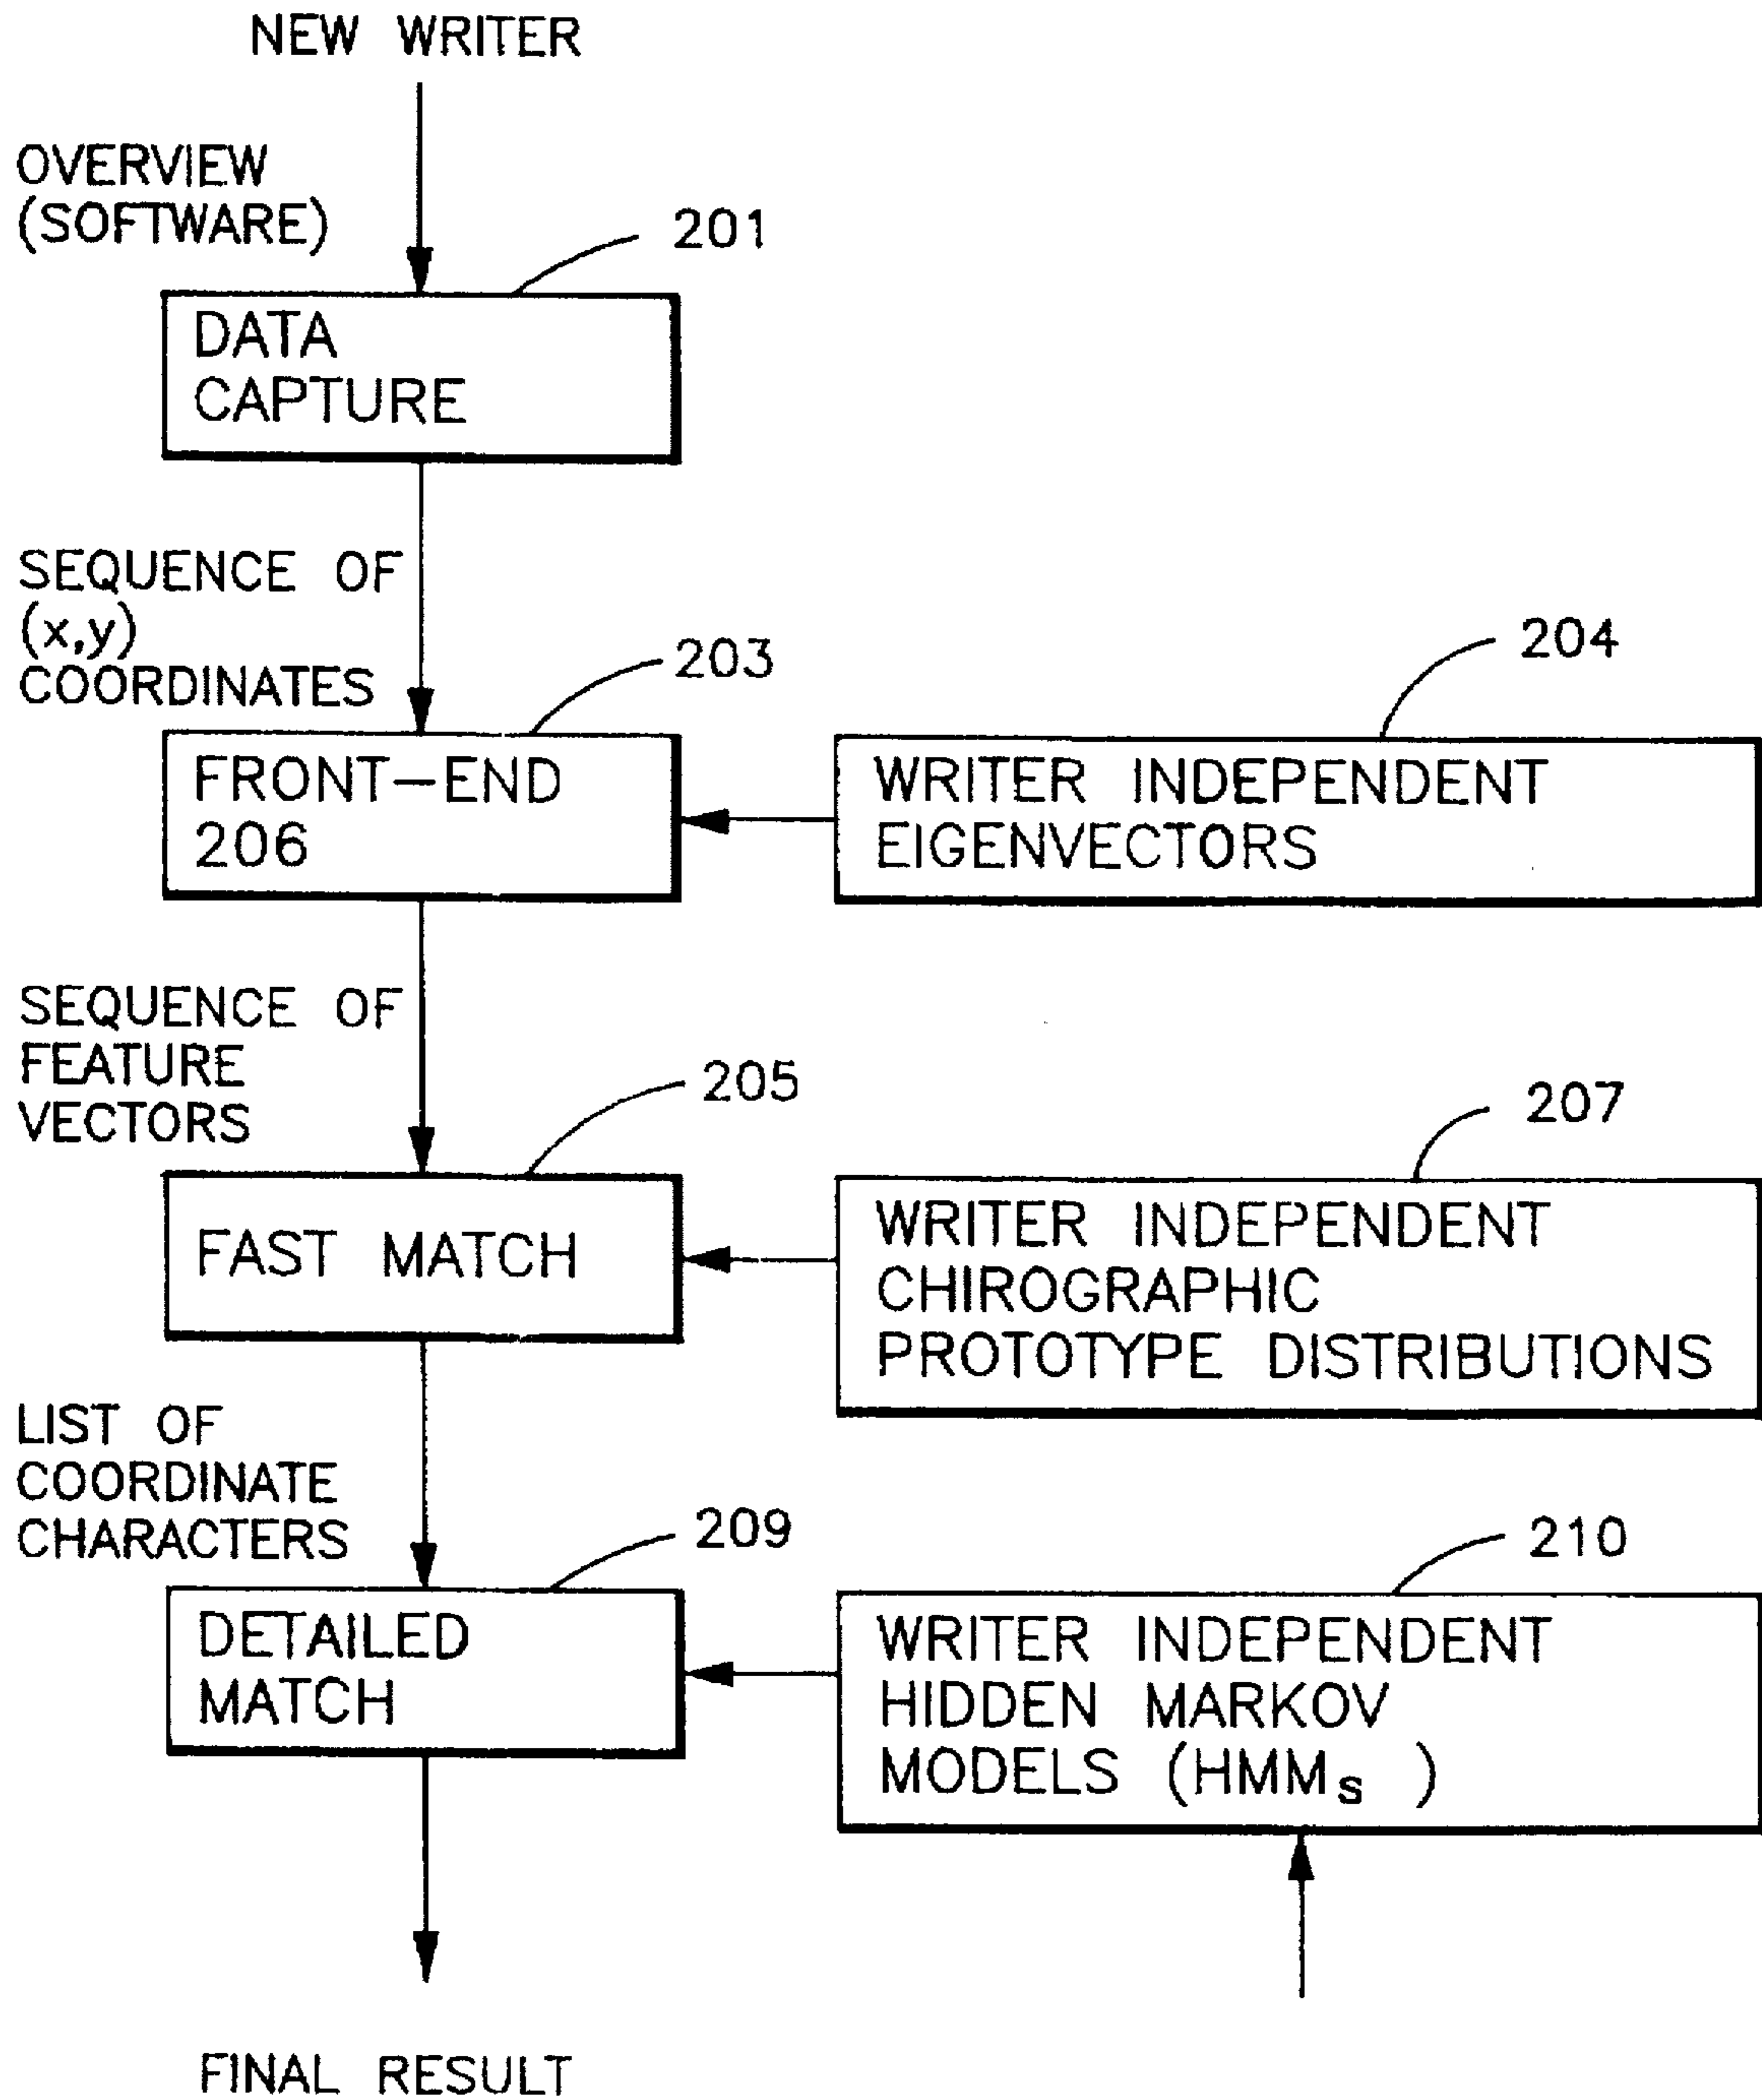 NEW WRITER
OVERVIEW
(SOFTWARE)
201
DATA
CAPTURE
SEQUENCE OF
(x,y)
COORDINATES
203
204
FRONT-END
206
WRITER INDEPENDENT
EIGENVECTORS
SEQUENCE OF
FEATURE
VECTORS
205
207
FAST MATCH
WRITER INDEPENDENT
CHIROGRAPHIC
PROTOTYPE DISTRIBUTIONS
LIST OF
COORDINATE
CHARACTERS
209
210
DETAILED
MATCH
WRITER INDEPENDENT
HIDDEN MARKOV
MODELS (HMMs )
FINAL RESULT